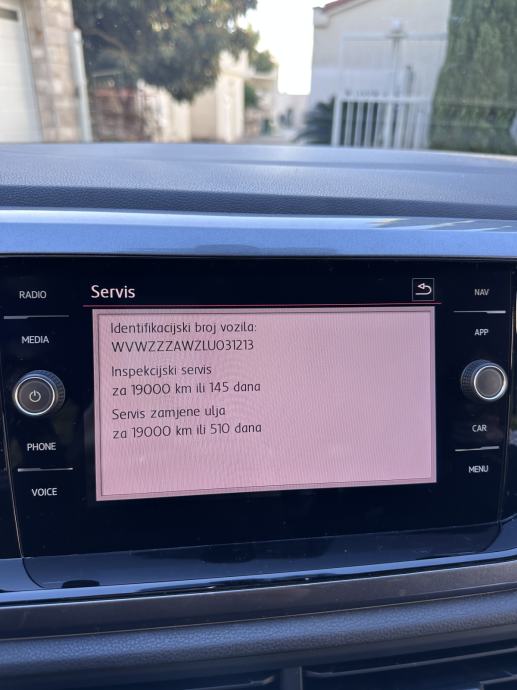 RADIO
MEDIA
PHONE
VOICE
Servis
Identifikacijski broj vozila:
WVWZZZAWZLU031213
Inspekcijski servis
za 19000 km ili 145 dana
Servis zamjene ulja
za 19000 km ili 510 dana
NAV
APP
CAR
MENU